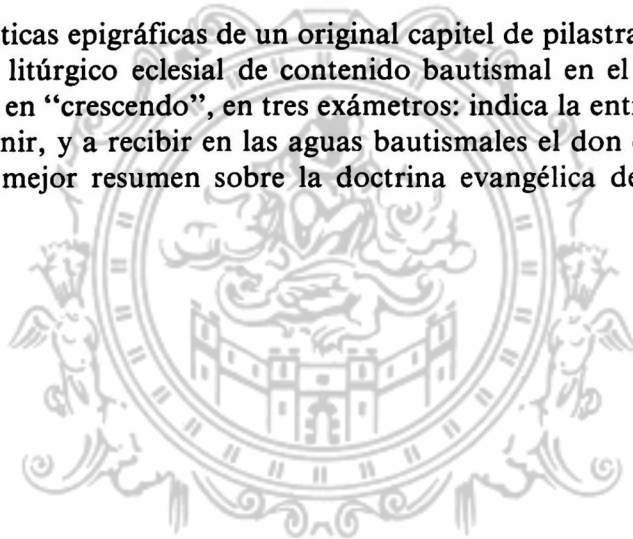 ticas epigráficas de un original capitel de pilastra
litúrgico eclesial de contenido bautismal en el
en “crescendo”, en tres exámetros: indica la ent
nir, y a recibir en las aguas bautismales el don
mejor resumen sobre la doctrina evangélica de